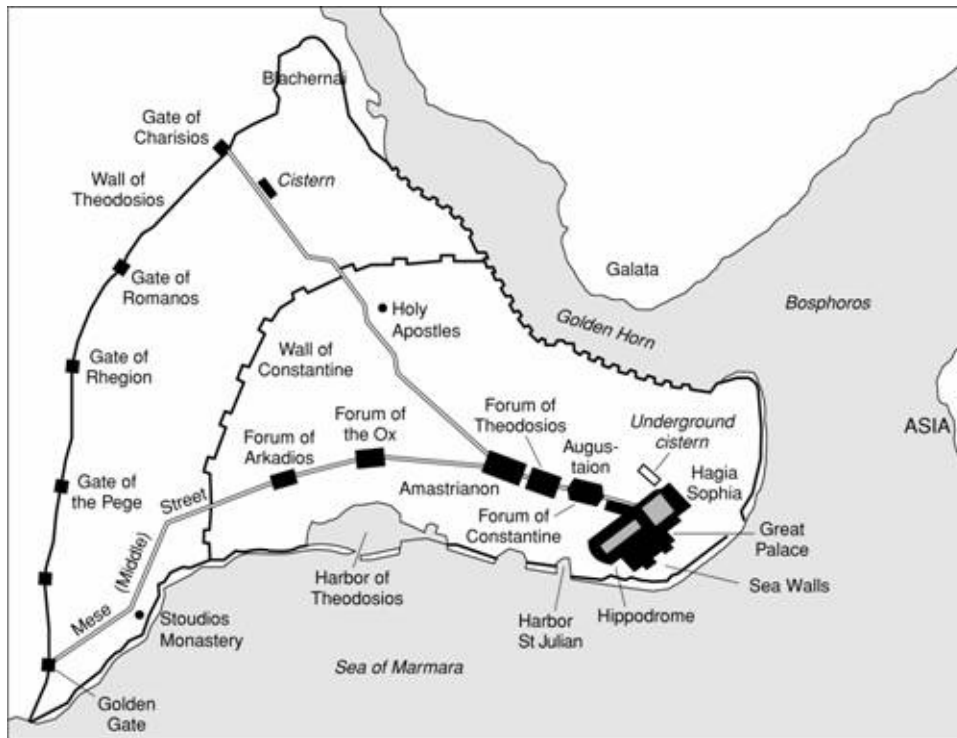 Blachernai
Gate of
Charisios
Cistern
Wall of
Theodosios
Galata
Bosphoros
Gate of
Romanos
Holy
Apostles
Golden Horn
Wall of
Constantine
Gate of
Rhegion
ASIA
Forum of
Theodosios
Underground
cistern
Forum of
the Ox
Forum of
Arkadios
Augus-
taion
Hagia
Sophia
Gate of
the Pege
Amastrianon
Forum of
Constantine
Great
Palace
Mese (Middle) Street
Harbor of
Theodosios
Sea Walls
Hippodrome
Harbor
St Julian
Stoudios
Monastery
Sea of Marmara
Golden
Gate